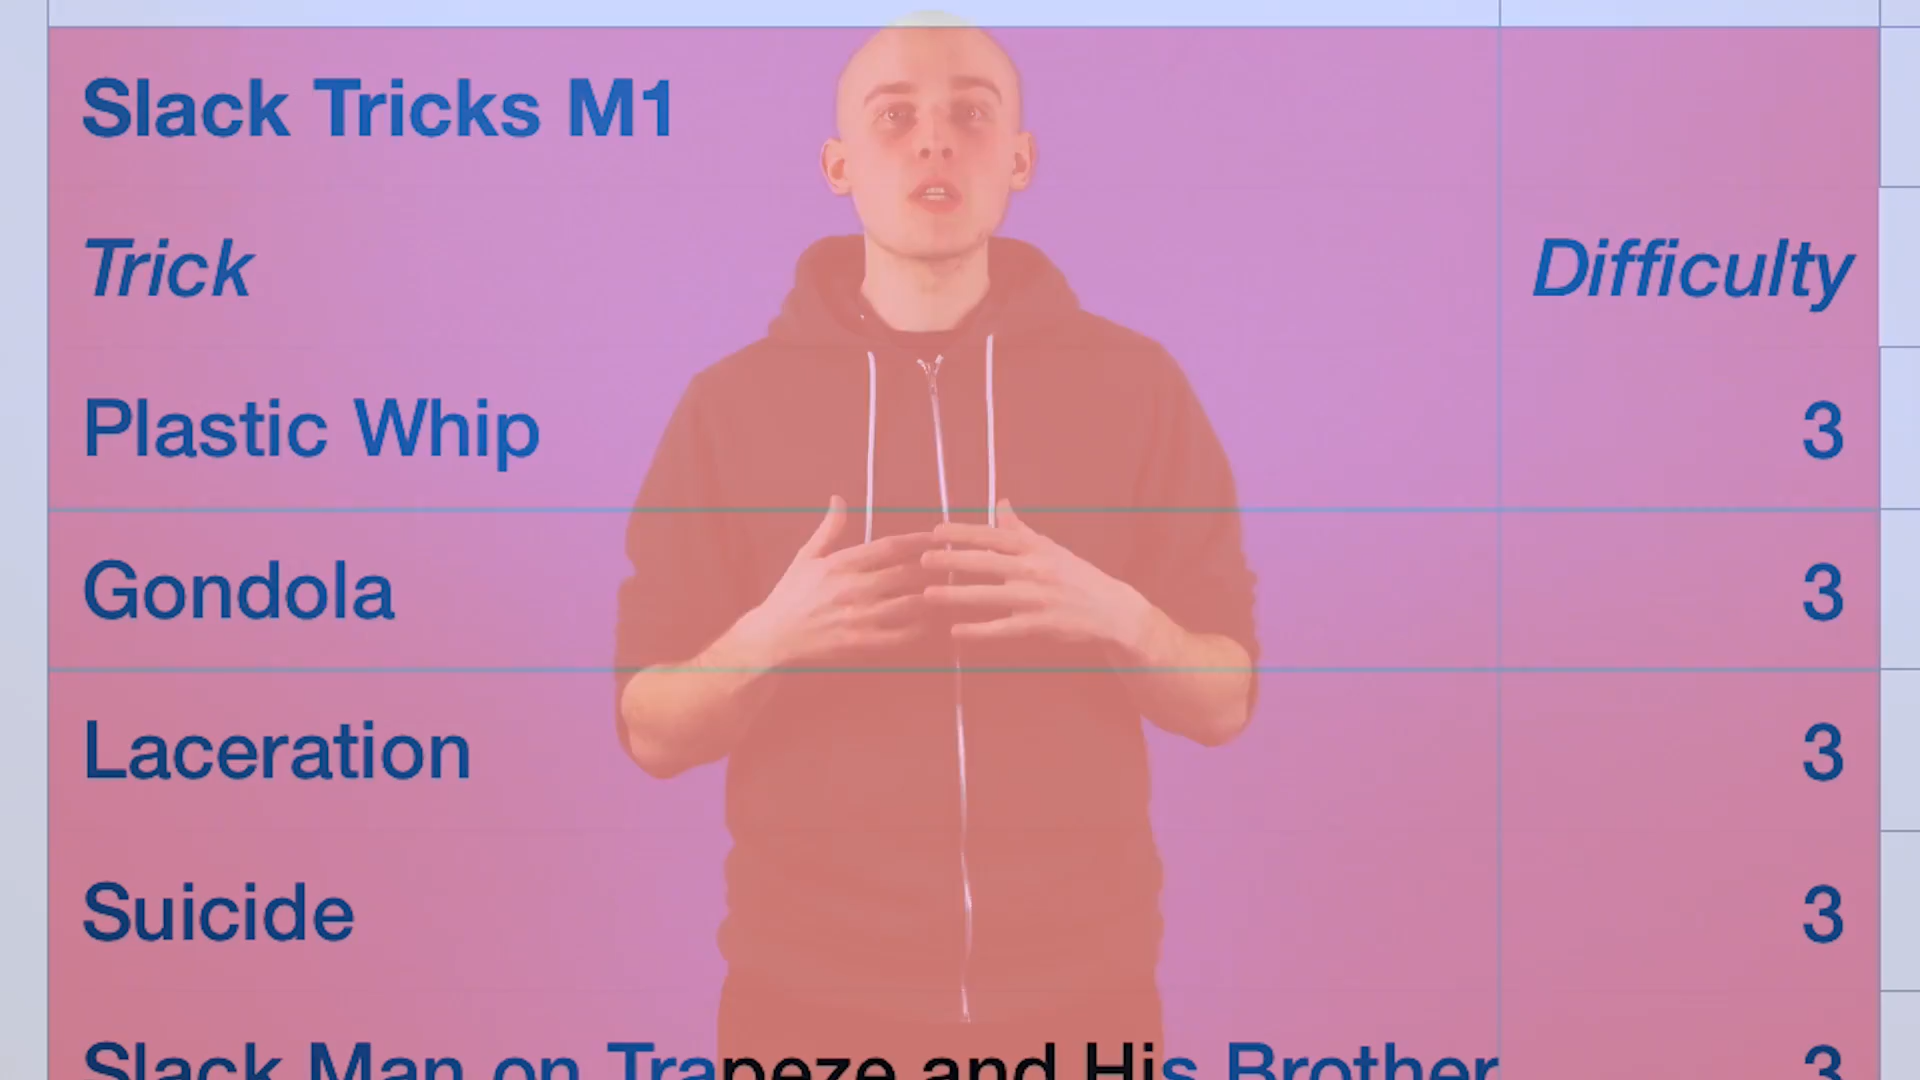 Slack Tricks M1
Trick Difficulty
Plastic Whip 3
Gondola 3
Laceration 3
Suicide 3
Slack Man on Trapeze and His Brother 3